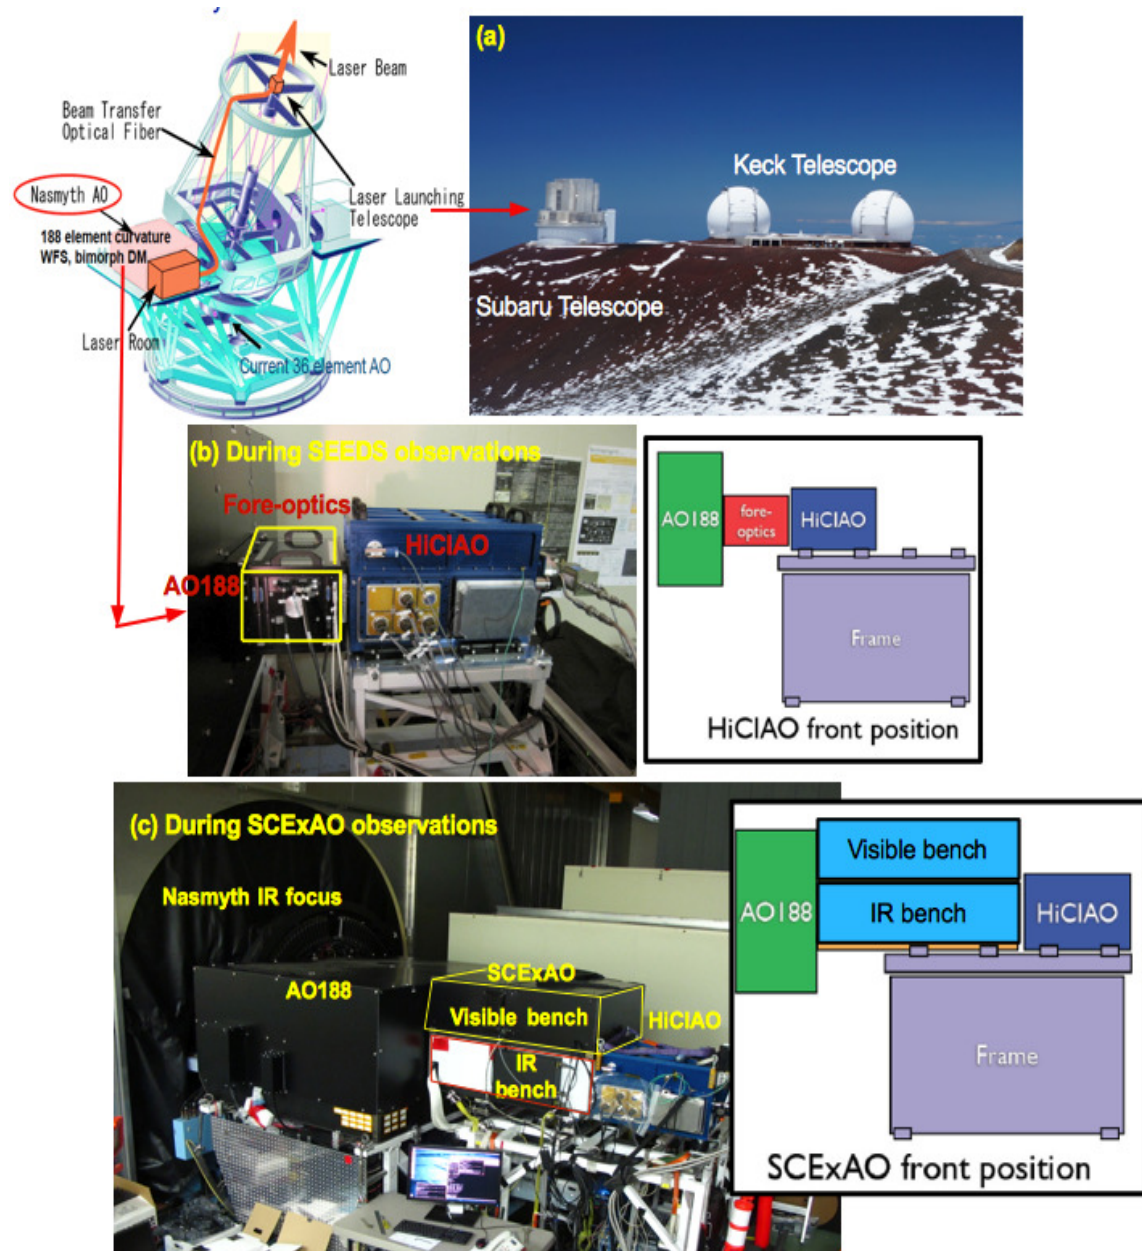 (a)
Laser Beam
Beam Transfer
Optical Fiber
Keck Telescope
Nasmyth AO
Laser Launching
Telescope
188 element curvature
WFS, bimorph DM
Subaru Telescope
Laser Room
Current 36 element AO
(b) During SEEDS observations
Fore-optics
HiCIAO
AO188
AO188
fore-
optics
HiCIAO
Frame
HiCIAO front position
(c) During SCExAO observations
Nasmyth IR focus
SCExAO
AO188
Visible bench
HiCIAO
IR
bench
Visible bench
AO188
IR bench
HiCIAO
Frame
SCExAO front position